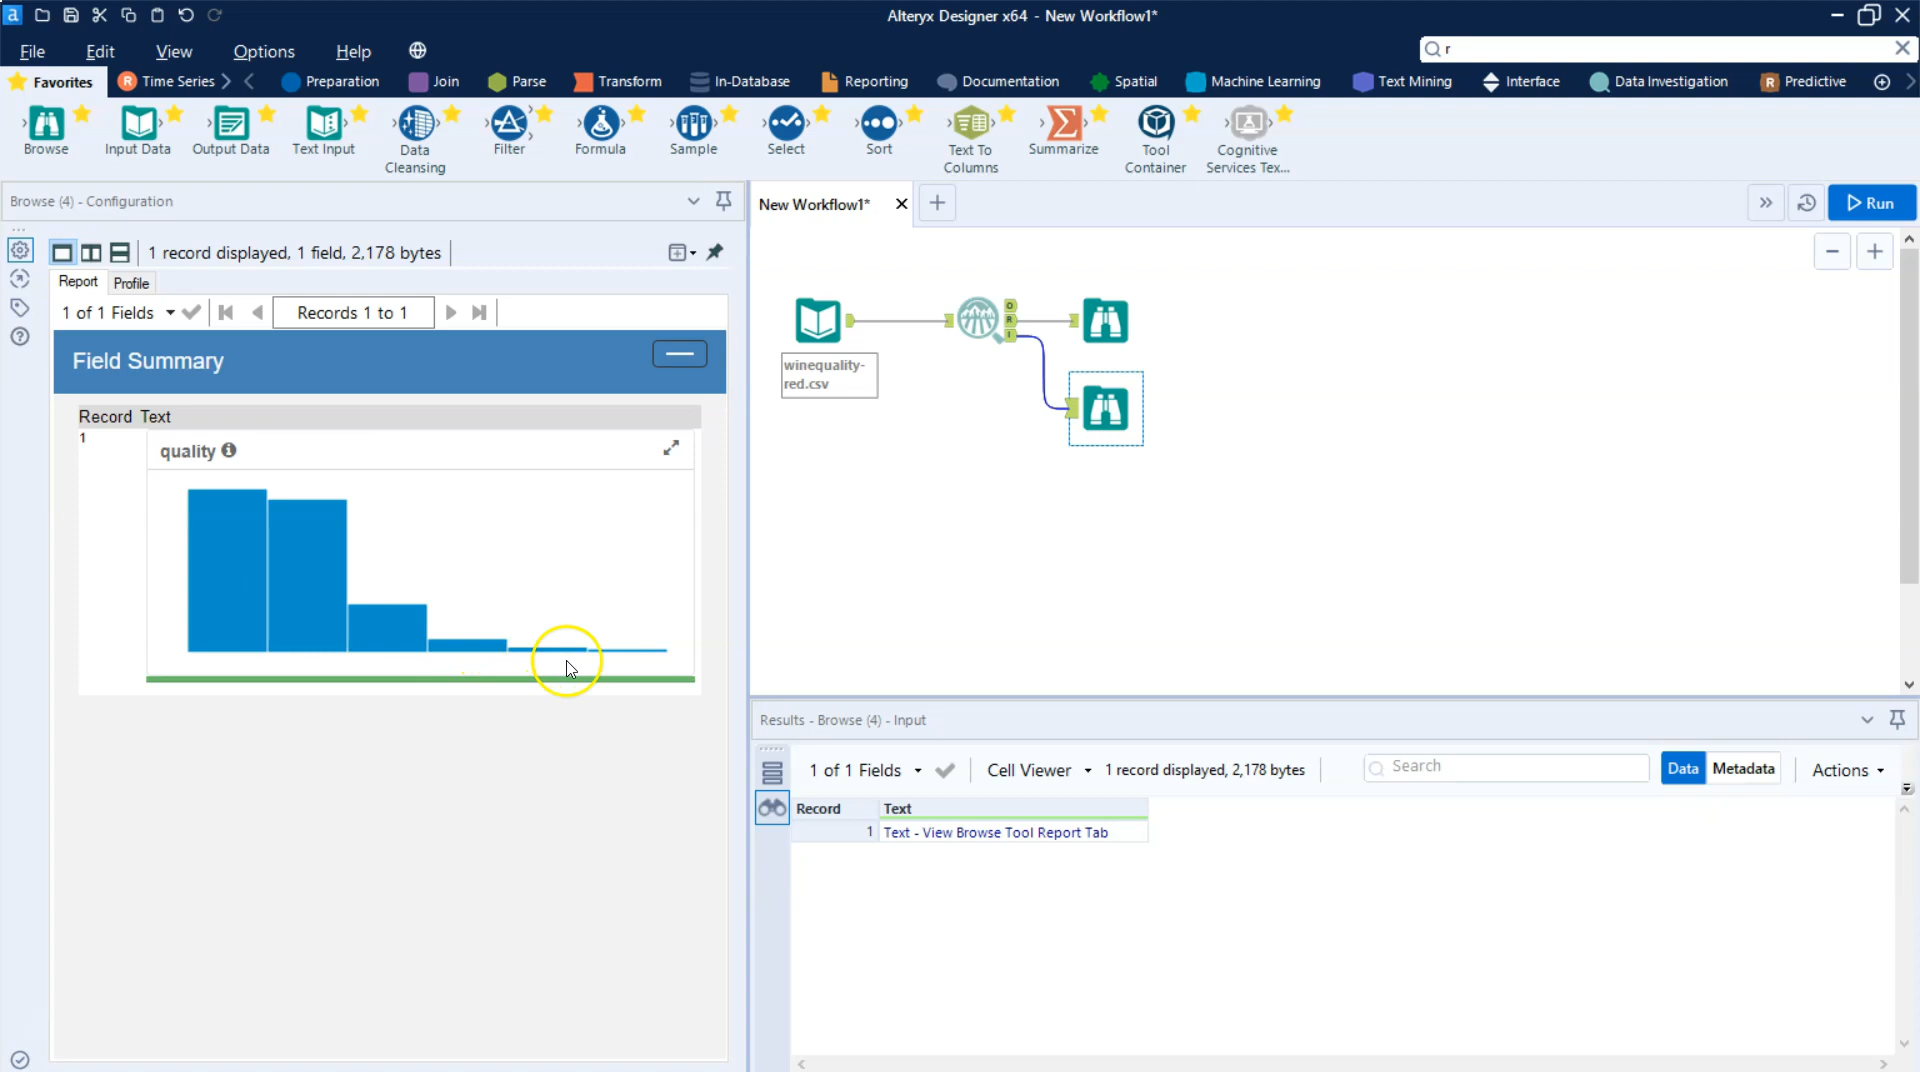 a
Alteryx Designer x64 - New Workflow1*
File Edit View Options Help
r
Favorites R Time Series Preparation Join Parse Transform In-Database Reporting Documentation Spatial Machine Learning Text Mining Interface Data Investigation R Predictive
Browse Input Data Output Data Text Input Data Cleansing Filter Formula Sample Select Sort Text To Columns Summarize Tool Container Cognitive Services Tex...
Browse (4) - Configuration
New Workflow1*
Run
1 record displayed, 1 field, 2,178 bytes
Report Profile
1 of 1 Fields Records 1 to 1
Field Summary
Record Text
1
quality
O
R
I
winequality-
red.csv
Results - Browse (4) - Input
1 of 1 Fields Cell Viewer 1 record displayed, 2,178 bytes Search Data Metadata Actions
Record Text
1 Text - View Browse Tool Report Tab